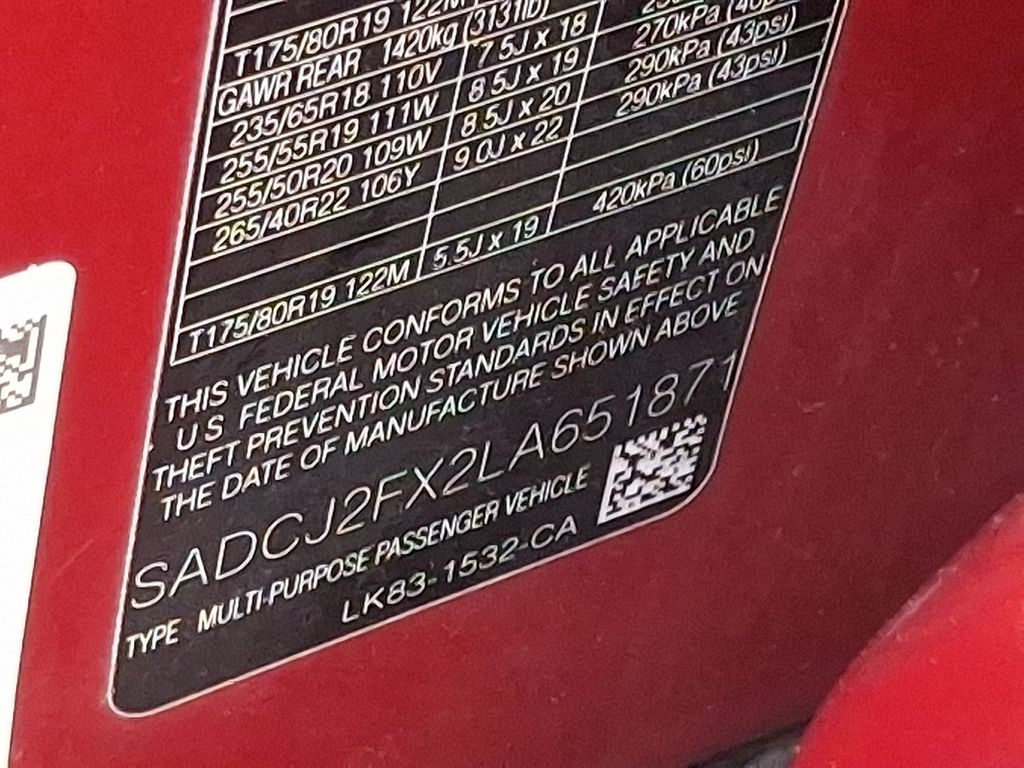 T175/80R19 122M
GAWR REAR 1420kg (3131lb)
235/65R18 110V 7.5J x 18 270kPa
255/55R19 111W 8.5J x 19 290kPa (43psi)
255/50R20 109W 8.5J x 20 290kPa (43psi)
265/40R22 106Y 9.0J x 22
T175/80R19 122M 5.5J x 19 420kPa (60psi)
THIS VEHICLE CONFORMS TO ALL APPLICABLE
U S FEDERAL MOTOR VEHICLE SAFETY AND
THEFT PREVENTION STANDARDS IN EFFECT ON
THE DATE OF MANUFACTURE SHOWN ABOVE
SADCJ2FX2LA651871
TYPE MULTI-PURPOSE PASSENGER VEHICLE
LK83-1532-CA